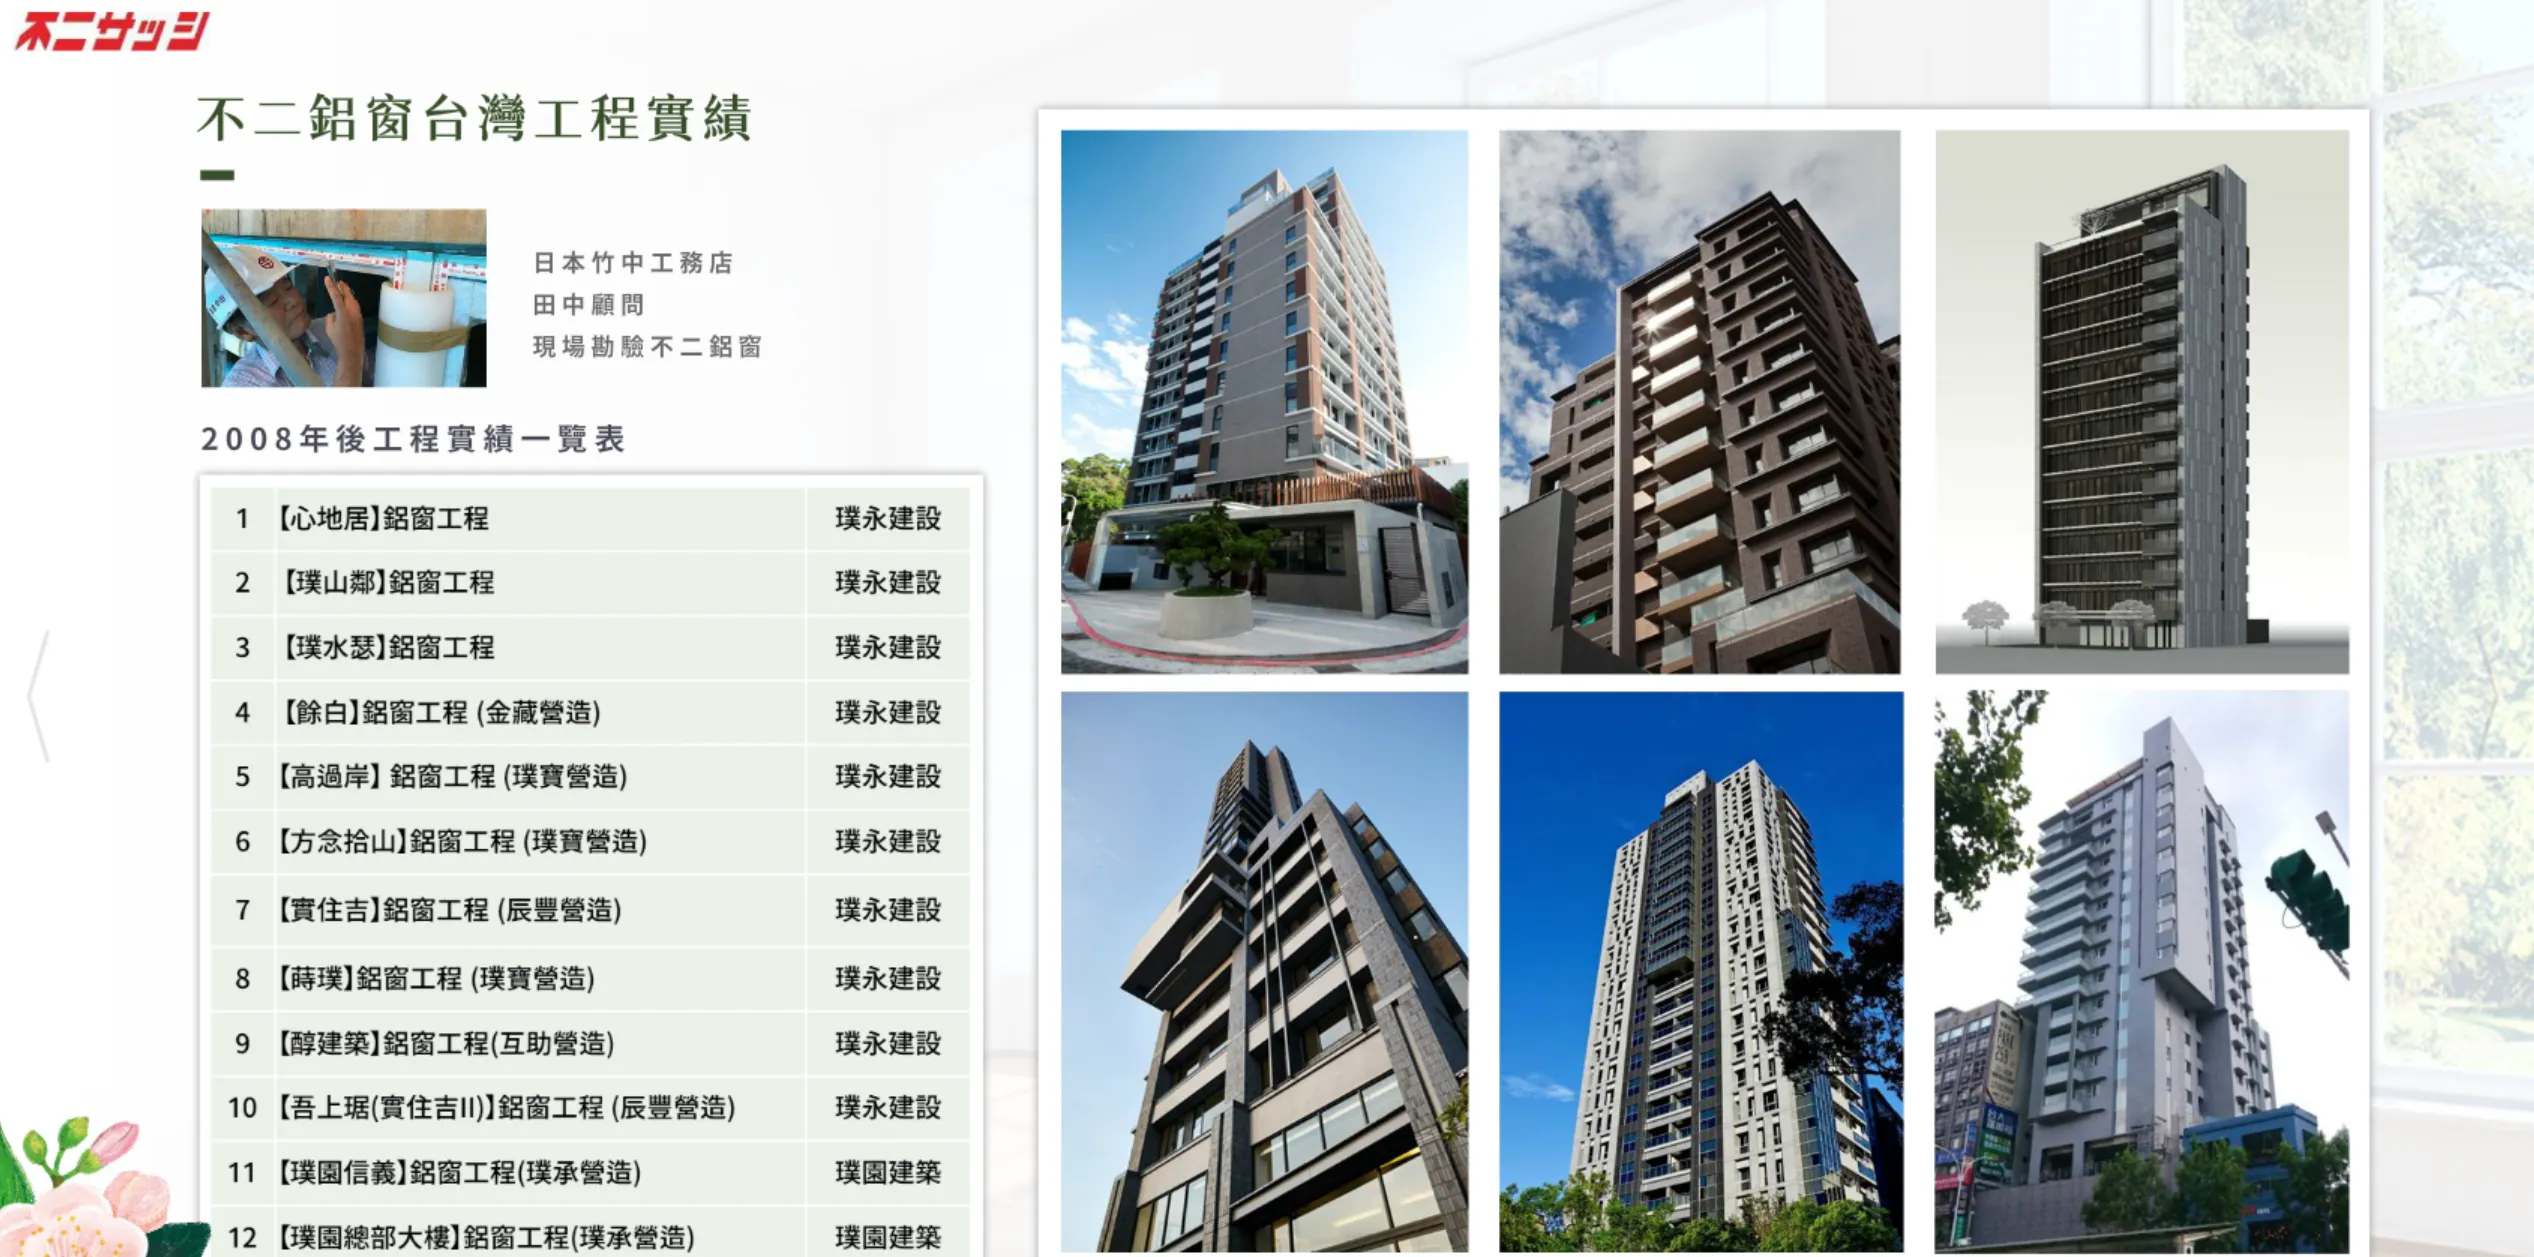 不二サッシ
不二鋁窗台灣工程實績
日本竹中工務店
田中顧問
現場勘驗不二鋁窗
2008年後工程實績一覽表
1 【心地居】鋁窗工程 璞永建設
2 【璞山鄰】鋁窗工程 璞永建設
3 【璞水瑟】鋁窗工程 璞永建設
4 【餘白】鋁窗工程 (金藏營造) 璞永建設
5 【高過岸】 鋁窗工程 (璞寶營造) 璞永建設
6 【方念拾山】鋁窗工程 (璞寶營造) 璞永建設
7 【實住吉】鋁窗工程 (辰豐營造) 璞永建設
8 【蒔璞】鋁窗工程 (璞寶營造) 璞永建設
9 【醇建築】鋁窗工程(互助營造) 璞永建設
10 【吾上琚(實住吉II)】鋁窗工程 (辰豐營造) 璞永建設
11 【璞園信義】鋁窗工程(璞承營造) 璞園建築
12 【璞園總部大樓】鋁窗工程(璞承營造) 璞園建築